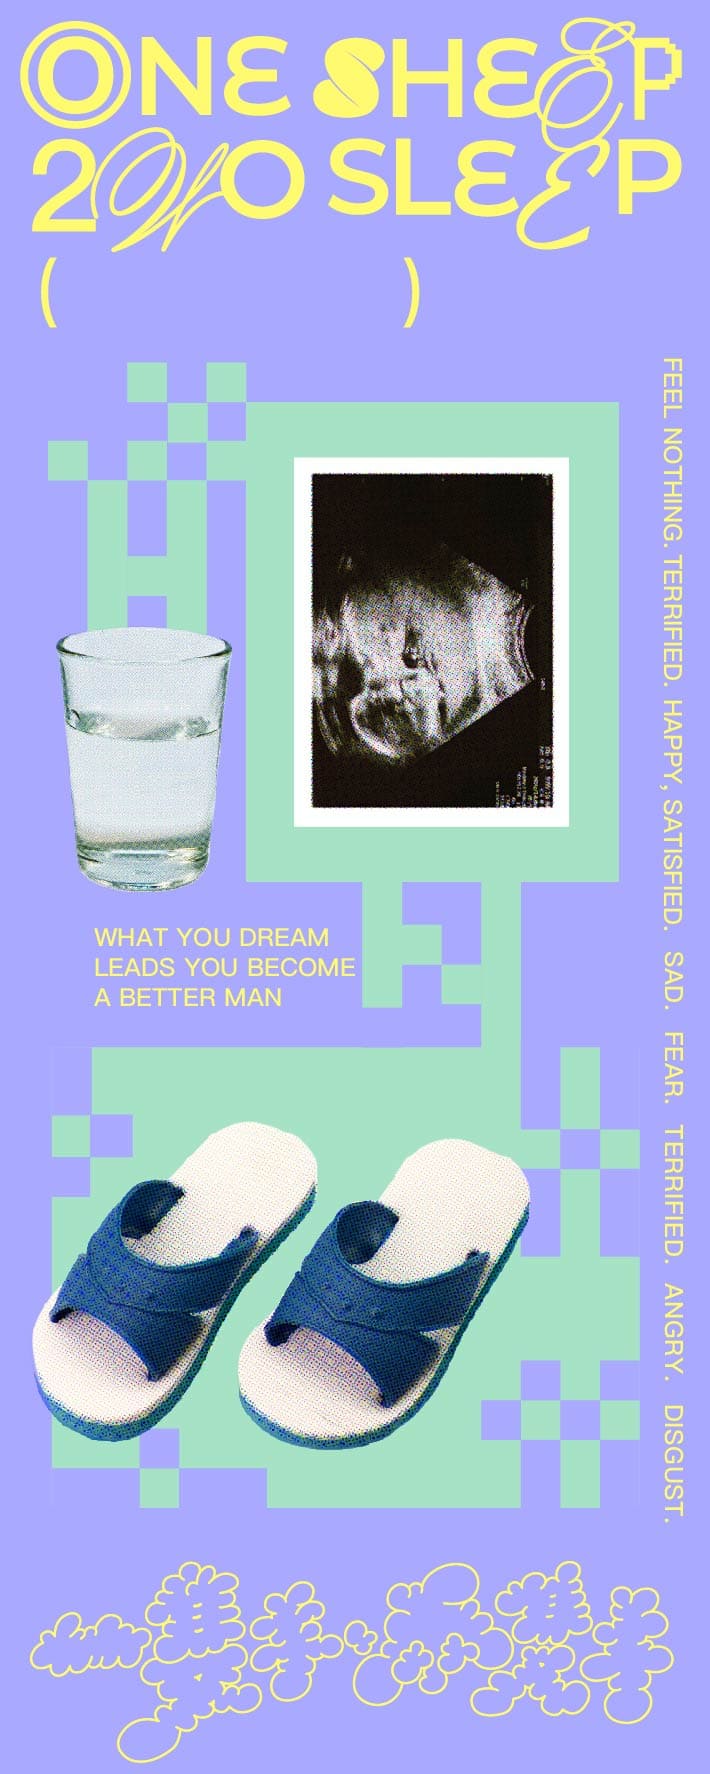 ONE SHEEP
2WO SLEEP
( )
FEEL NOTHING. TERRIFIED. HAPPY, SATISFIED. SAD. FEAR. TERRIFIED. ANGRY. DISGUST.
WHAT YOU DREAM
LEADS YOU BECOME
A BETTER MAN